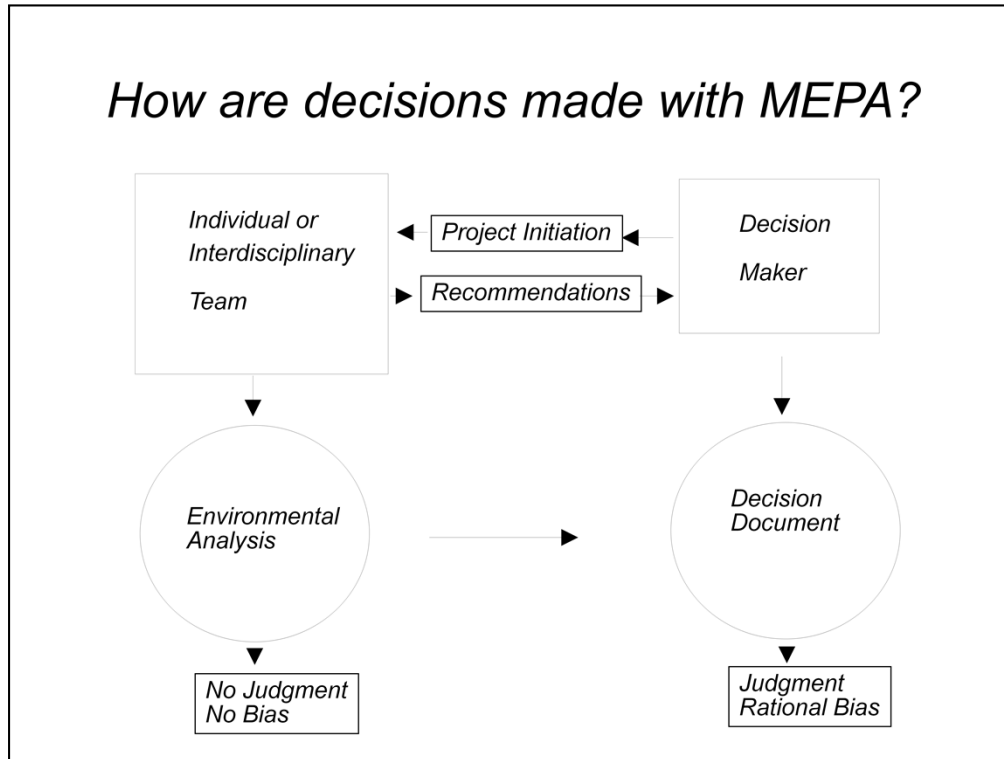 How are decisions made with MEPA?
Individual or
Interdisciplinary
Team
Project Initiation
Recommendations
Decision
Maker
Environmental
Analysis
Decision
Document
No Judgment
No Bias
Judgment
Rational Bias